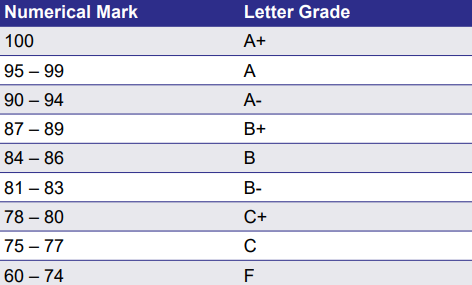 Numerical Mark Letter Grade
100 A+
95 – 99 A
90 – 94 A-
87 – 89 B+
84 – 86 B
81 – 83 B-
78 – 80 C+
75 – 77 C
60 – 74 F